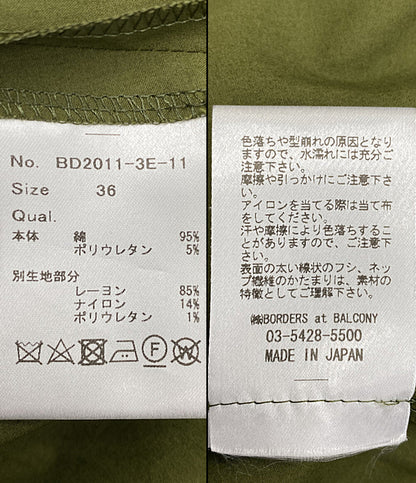 No. BD2011-3E-11
Size 36
Qual.
本体 綿 95%
ポリウレタン 5%
別生地部分
レーヨン 85%
ナイロン 14%
ポリウレタン 1%
F W
色落ちや型崩れの原因となり
ますので、水濡れには充分ご
注意下さい。
摩擦や引っかけにご注意下さ
い。
アイロンを当てる際は当て布
をしてください。
汗や摩擦により色落ちするこ
とがありますので、ご注意下
さい。
表面の太い線状のフシ、ネッ
プ繊維のかたまりは、素材の
特徴としてご理解下さい。
㈱BORDERS at BALCONY
03-5428-5500
MADE IN JAPAN